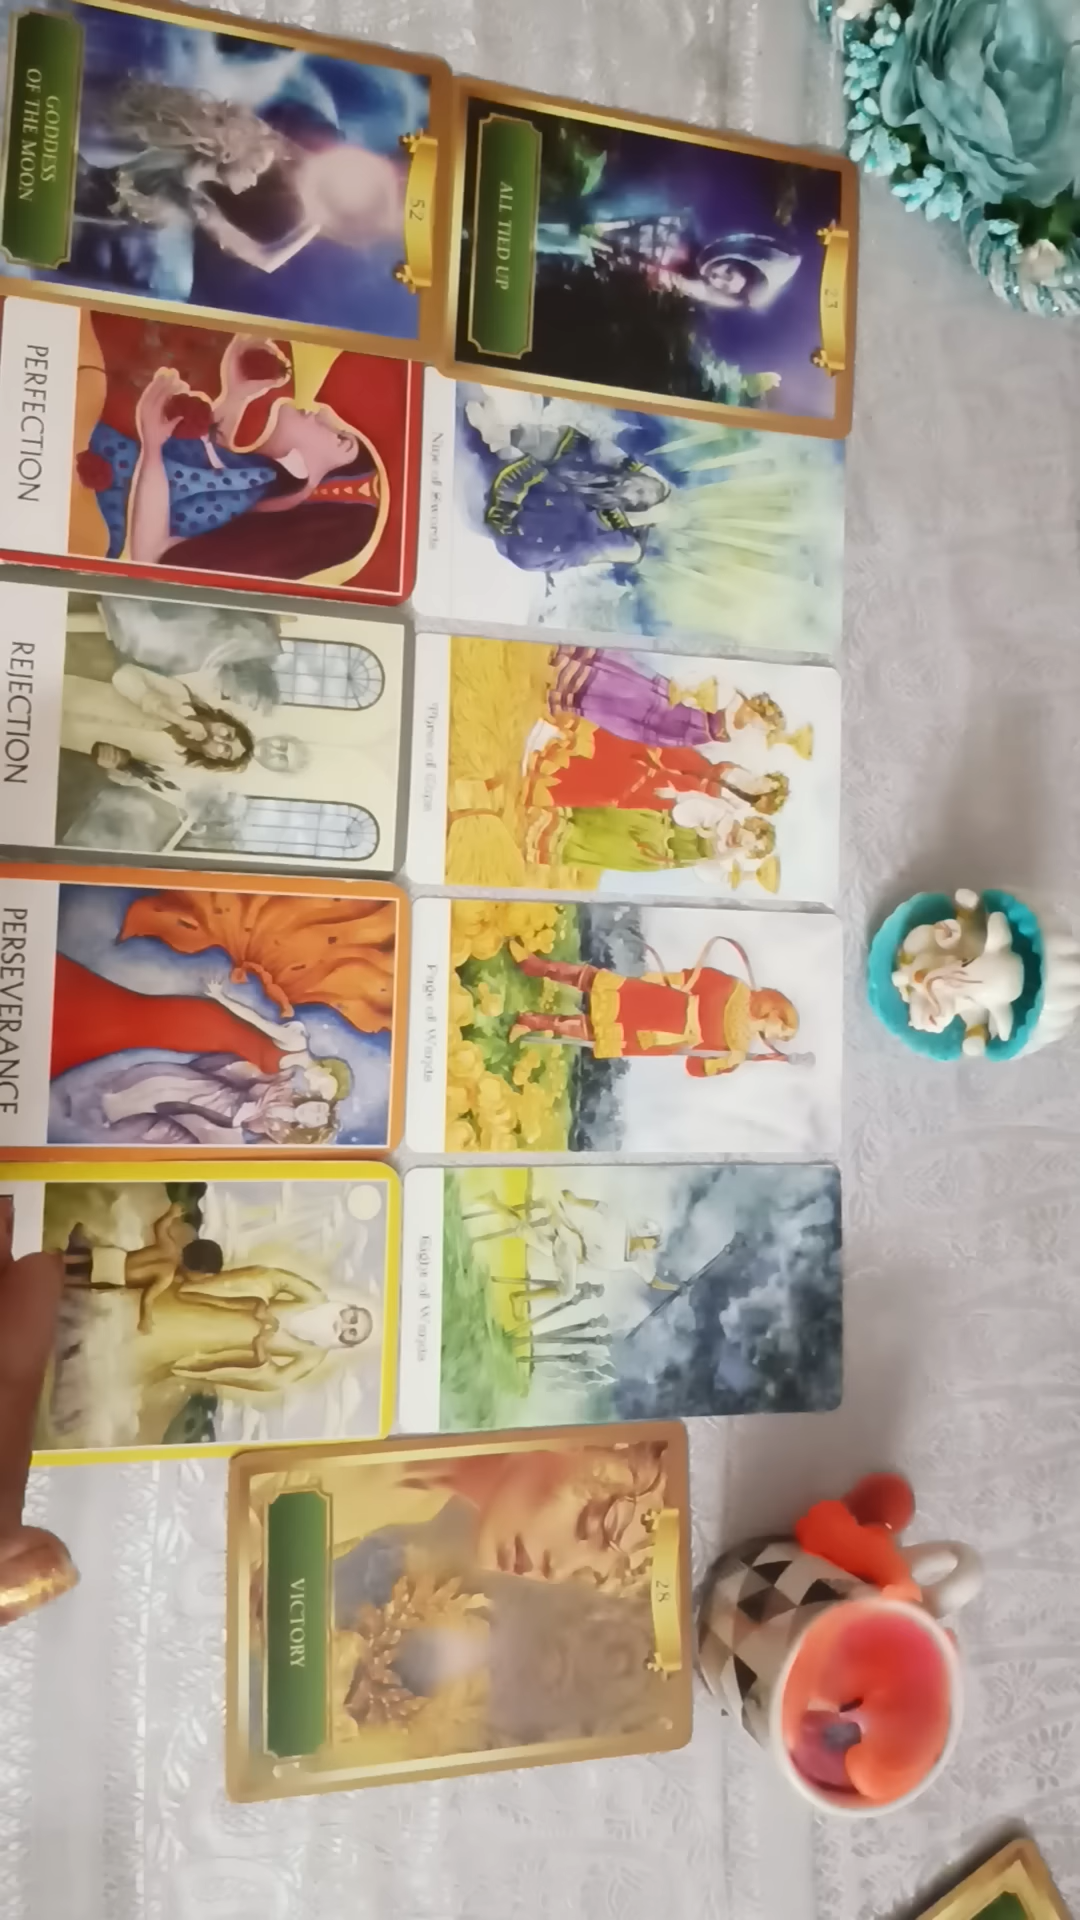 23
ALL TIED UP
52
GODDESS
OF THE MOON
Nine of Swords
PERFECTION
Three of Cups
REJECTION
Page of Wands
PERSEVERANCE
Eight of Wands
28
VICTORY